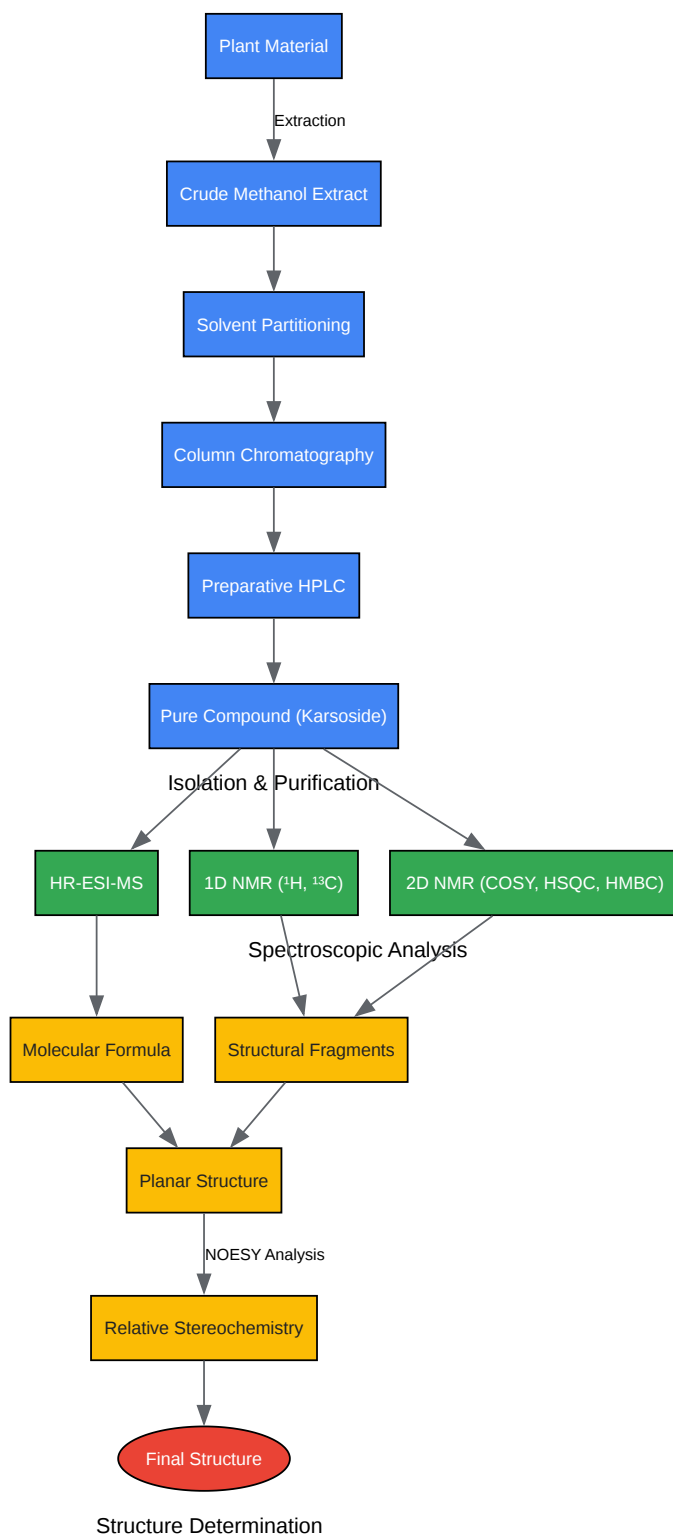 Plant Material
Extraction
Crude Methanol Extract
Solvent Partitioning
Column Chromatography
Preparative HPLC
Pure Compound (Karsoside)
Isolation & Purification
HR-ESI-MS
1D NMR (¹H, ¹³C)
2D NMR (COSY, HSQC, HMBC)
Spectroscopic Analysis
Molecular Formula
Structural Fragments
Planar Structure
NOESY Analysis
Relative Stereochemistry
Final Structure
Structure Determination